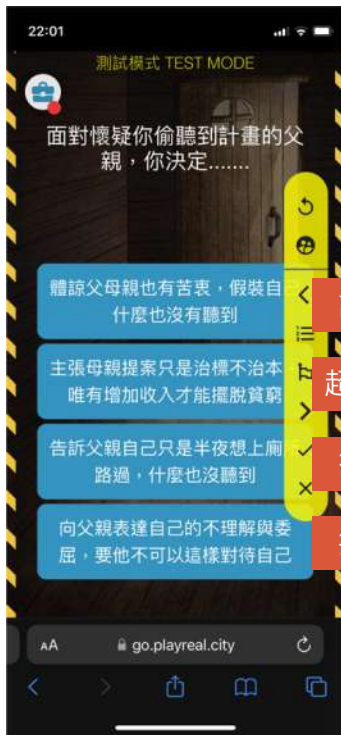 22:01
測試模式 TEST MODE
面對懷疑你偷聽到計畫的父
親，你決定.......
體諒父母親也有苦衷，假裝自
什麼也沒有聽到
主張母親提案只是治標不治本，
唯有增加收入才能擺脫貧窮
超
告訴父親自己只是半夜想上廁
路過，什麼也沒聽到
向父親表達自己的不理解與委
屈，要他不可以這樣對待自己
AA
go.playreal.city